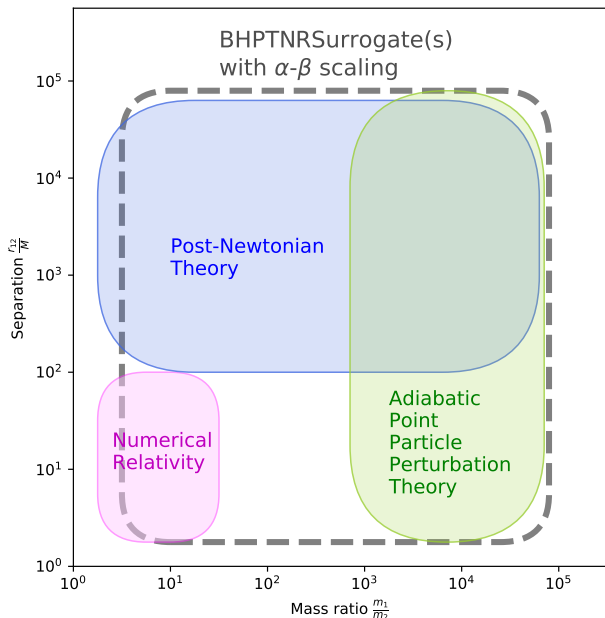 BHPTNRSurrogate(s)
with α-β scaling
10⁵
10⁴
10³
10²
10¹
10⁰
Separation r₁₂/M
Post-Newtonian
Theory
Numerical
Relativity
Adiabatic
Point
Particle
Perturbation
Theory
10⁰ 10¹ 10² 10³ 10⁴ 10⁵
Mass ratio m₁/m₂